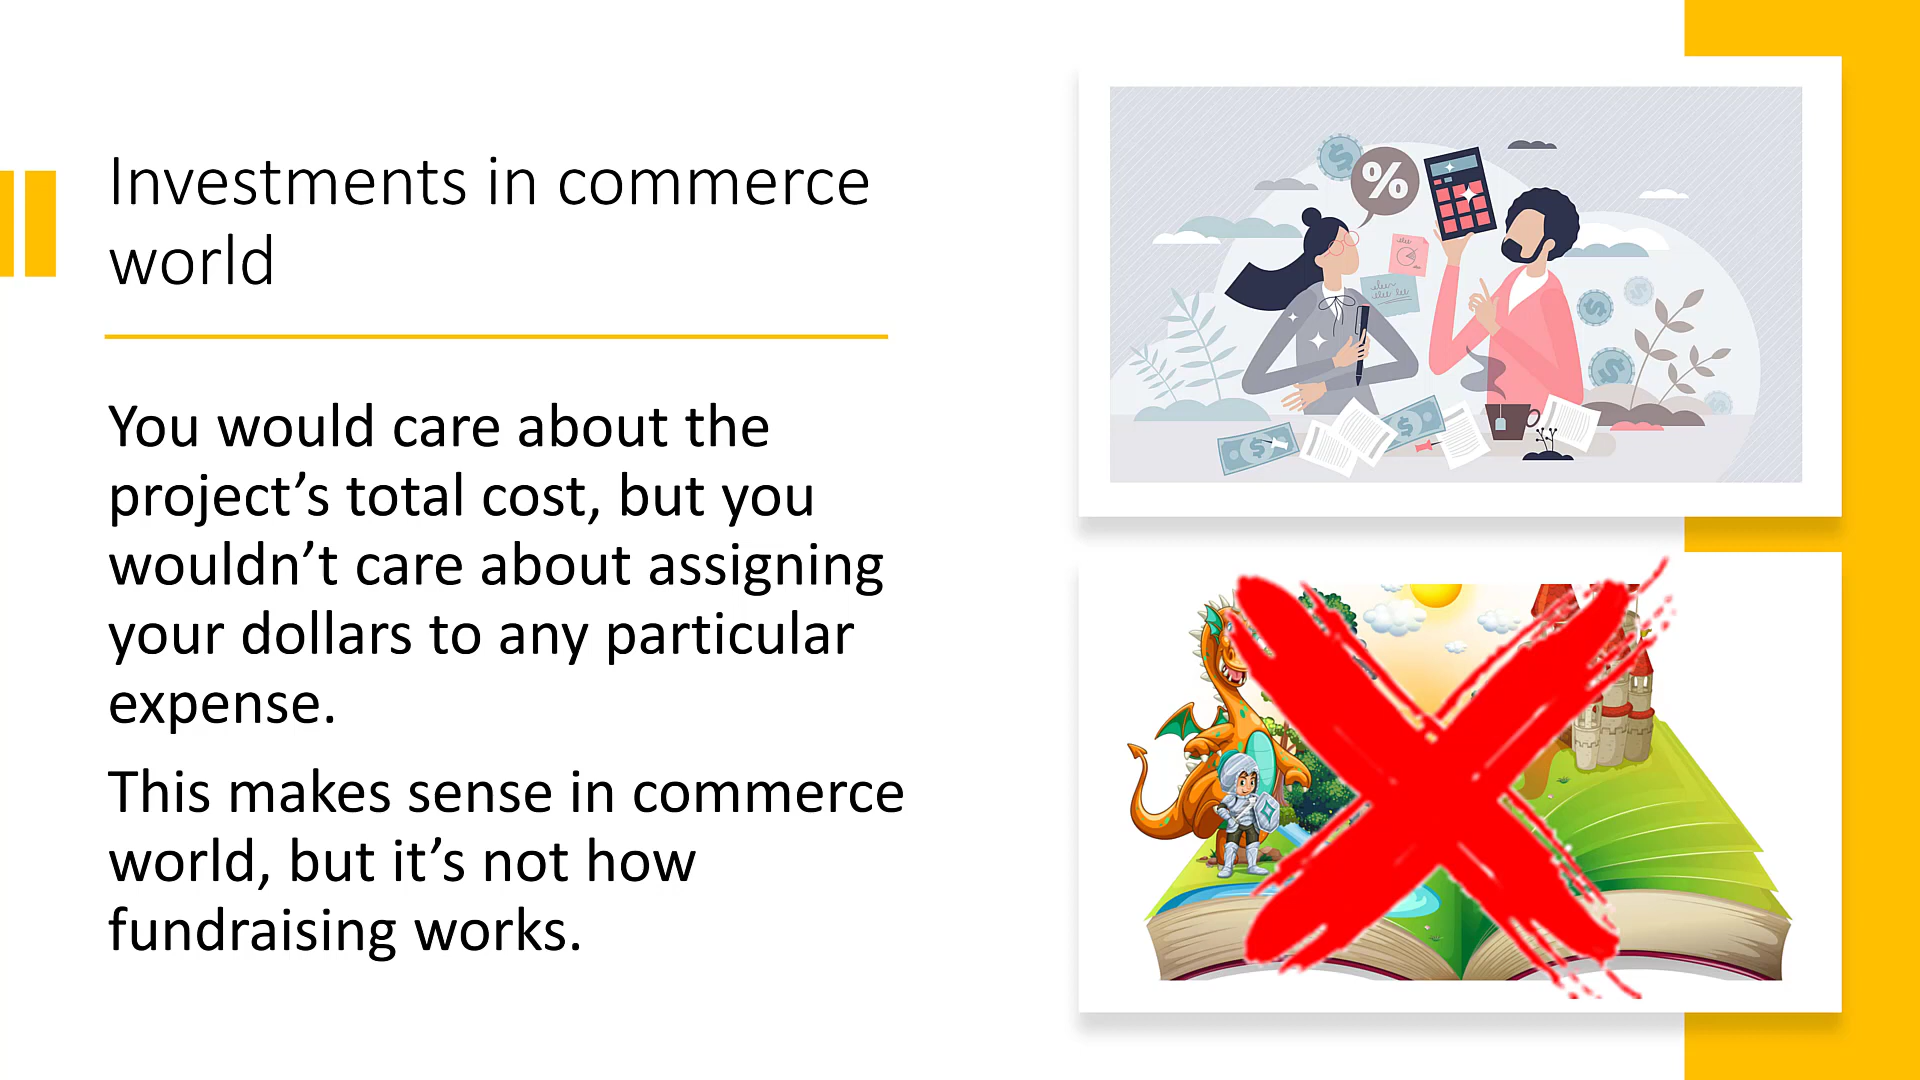 Investments in commerce
world
You would care about the
project’s total cost, but you
wouldn’t care about assigning
your dollars to any particular
expense.
This makes sense in commerce
world, but it’s not how
fundraising works.
%
$
$
$
$
$
$